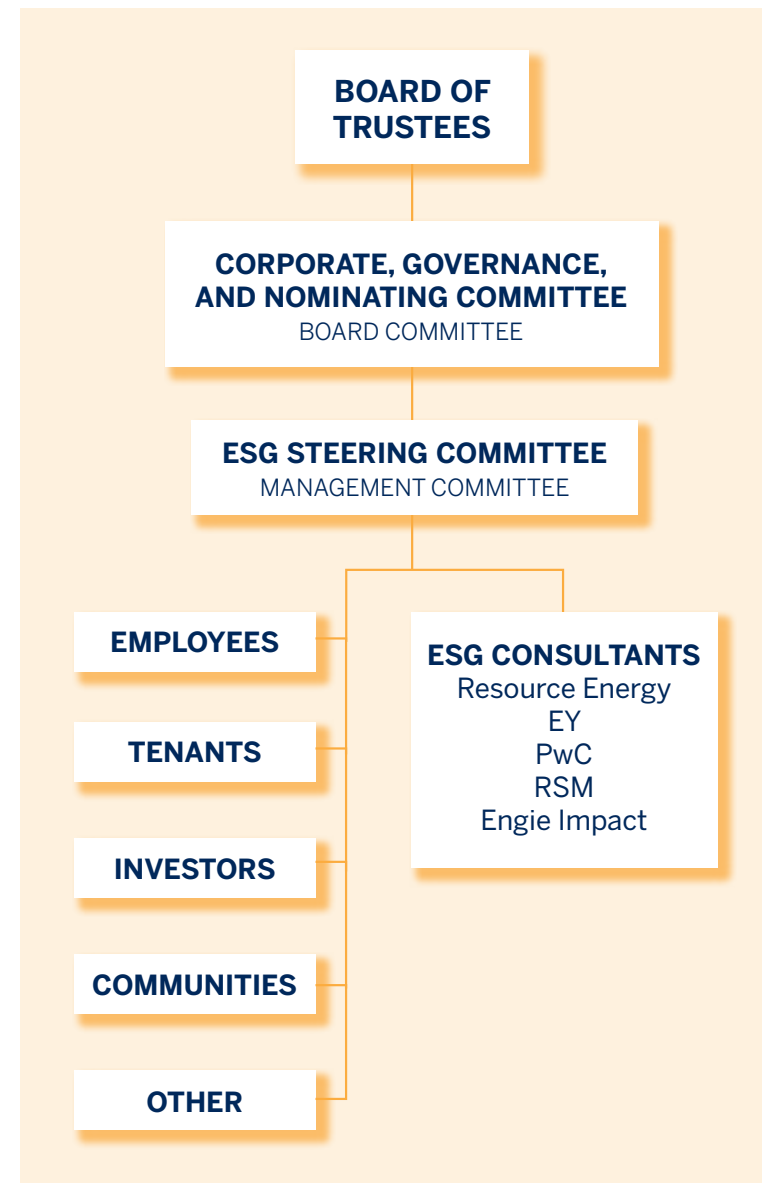 BOARD OF
TRUSTEES
CORPORATE, GOVERNANCE,
AND NOMINATING COMMITTEE
BOARD COMMITTEE
ESG STEERING COMMITTEE
MANAGEMENT COMMITTEE
EMPLOYEES
TENANTS
INVESTORS
COMMUNITIES
OTHER
ESG CONSULTANTS
Resource Energy
EY
PwC
RSM
Engie Impact